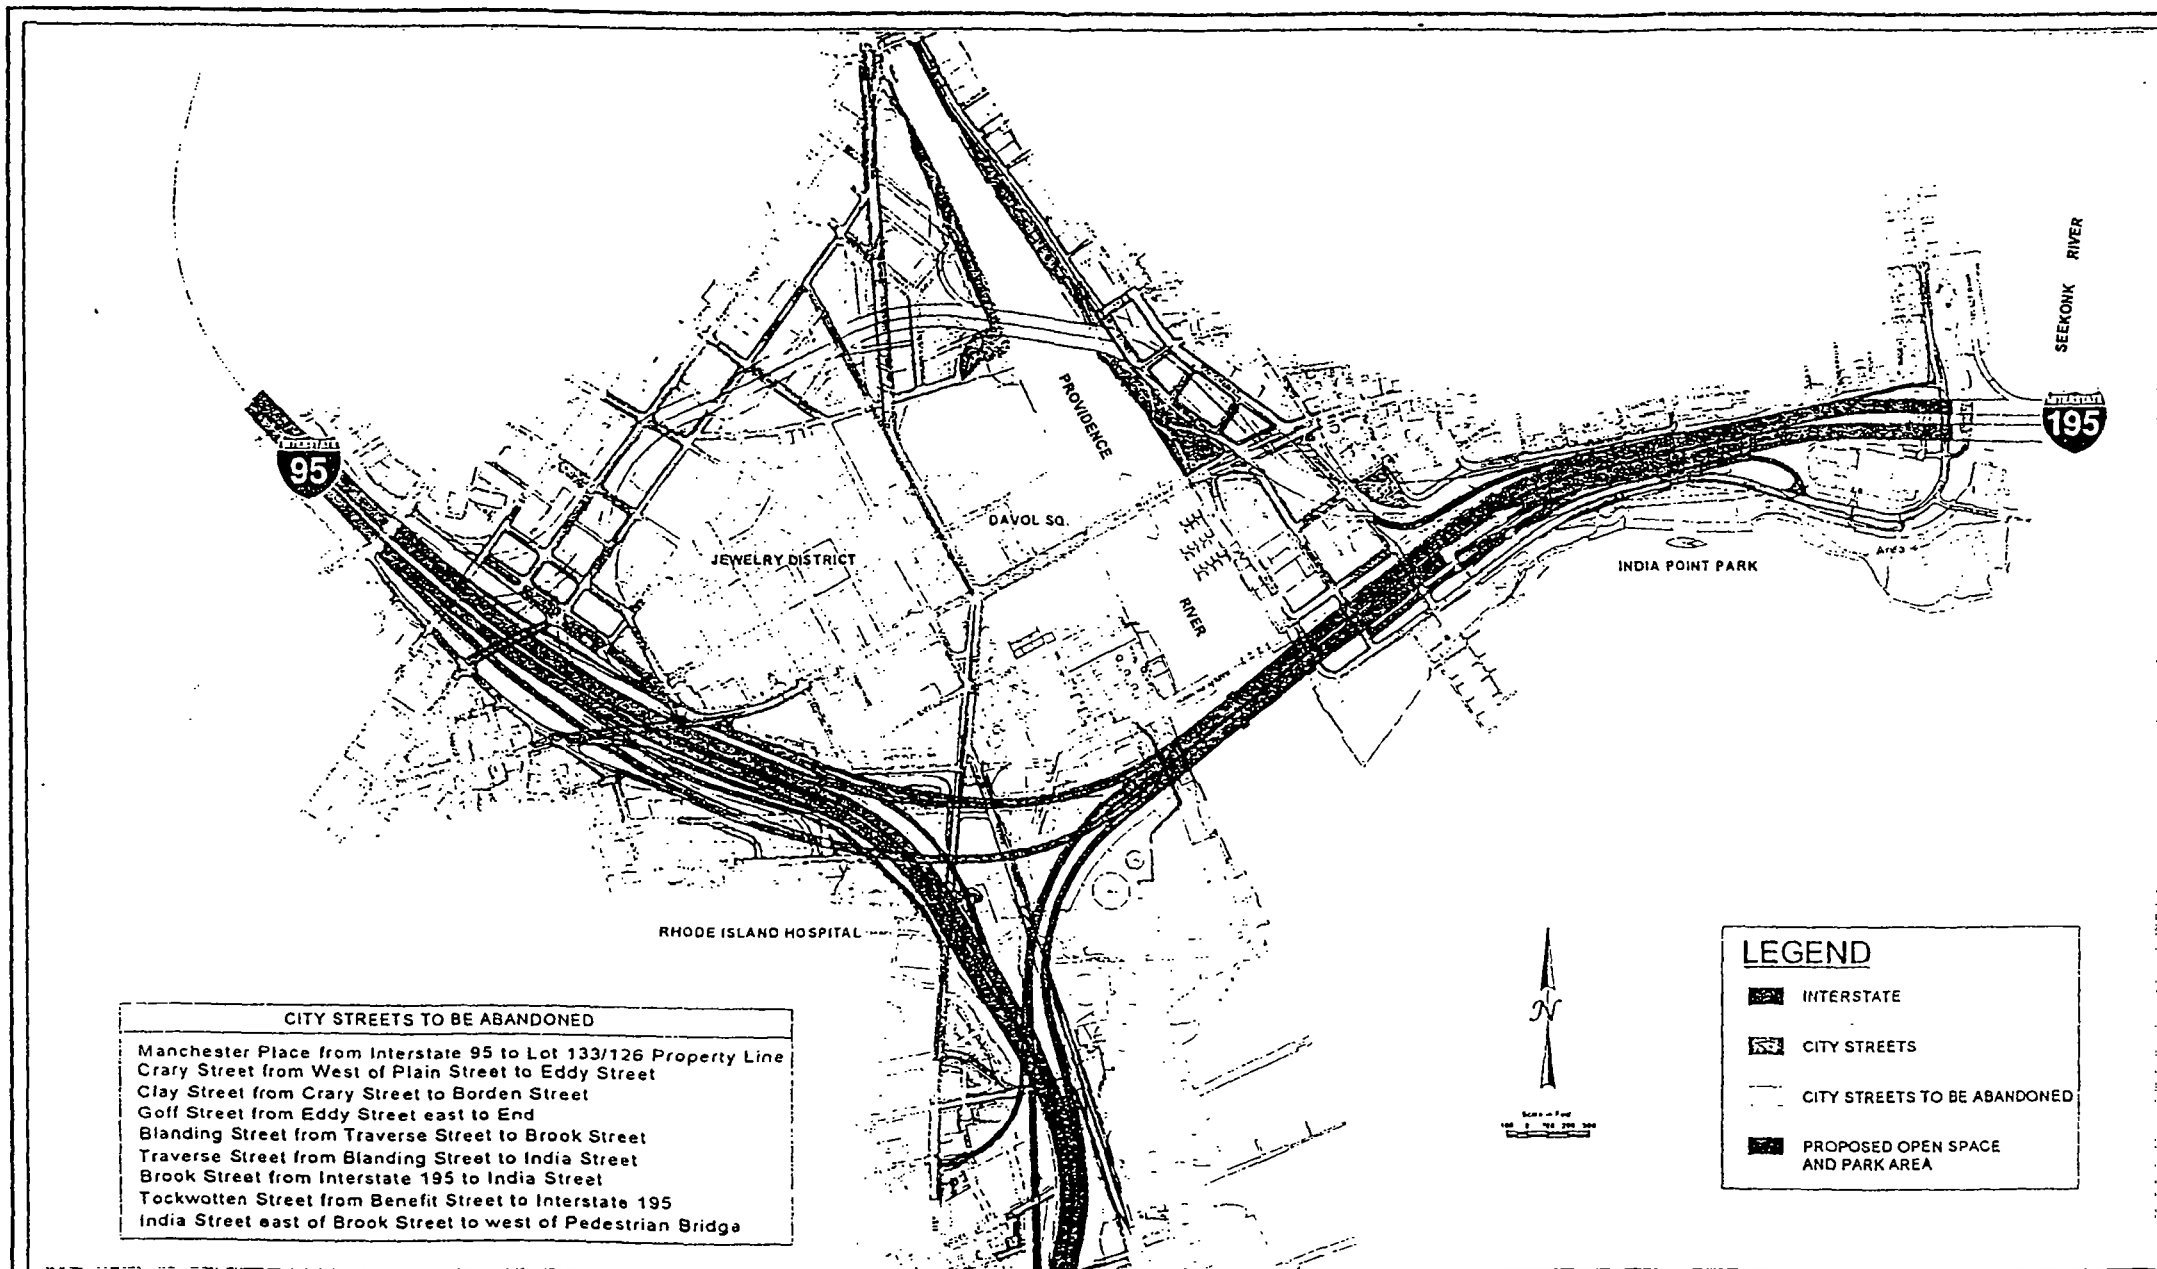 SEEKONK RIVER
PROVIDENCE
RIVER
INTERSTATE
195
INTERSTATE
95
DAVOL SQ.
JEWELRY DISTRICT
INDIA POINT PARK
RHODE ISLAND HOSPITAL
CITY STREETS TO BE ABANDONED
Manchester Place from Interstate 95 to Lot 133/126 Property Line
Crary Street from West of Plain Street to Eddy Street
Clay Street from Crary Street to Borden Street
Goff Street from Eddy Street east to End
Blanding Street from Traverse Street to Brook Street
Traverse Street from Blanding Street to India Street
Brook Street from Interstate 195 to India Street
Tockwotten Street from Benefit Street to Interstate 195
India Street east of Brook Street to west of Pedestrian Bridge
N
LEGEND
INTERSTATE
CITY STREETS
CITY STREETS TO BE ABANDONED
PROPOSED OPEN SPACE
AND PARK AREA